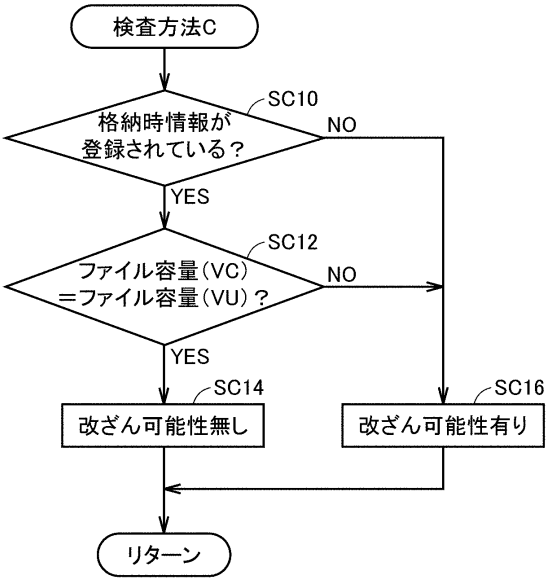 検査方法C
SC10
格納時情報が
登録されている？
NO
YES
SC12
ファイル容量(VC)
＝ファイル容量(VU)？
NO
YES
SC14
改ざん可能性無し
SC16
改ざん可能性有り
リターン